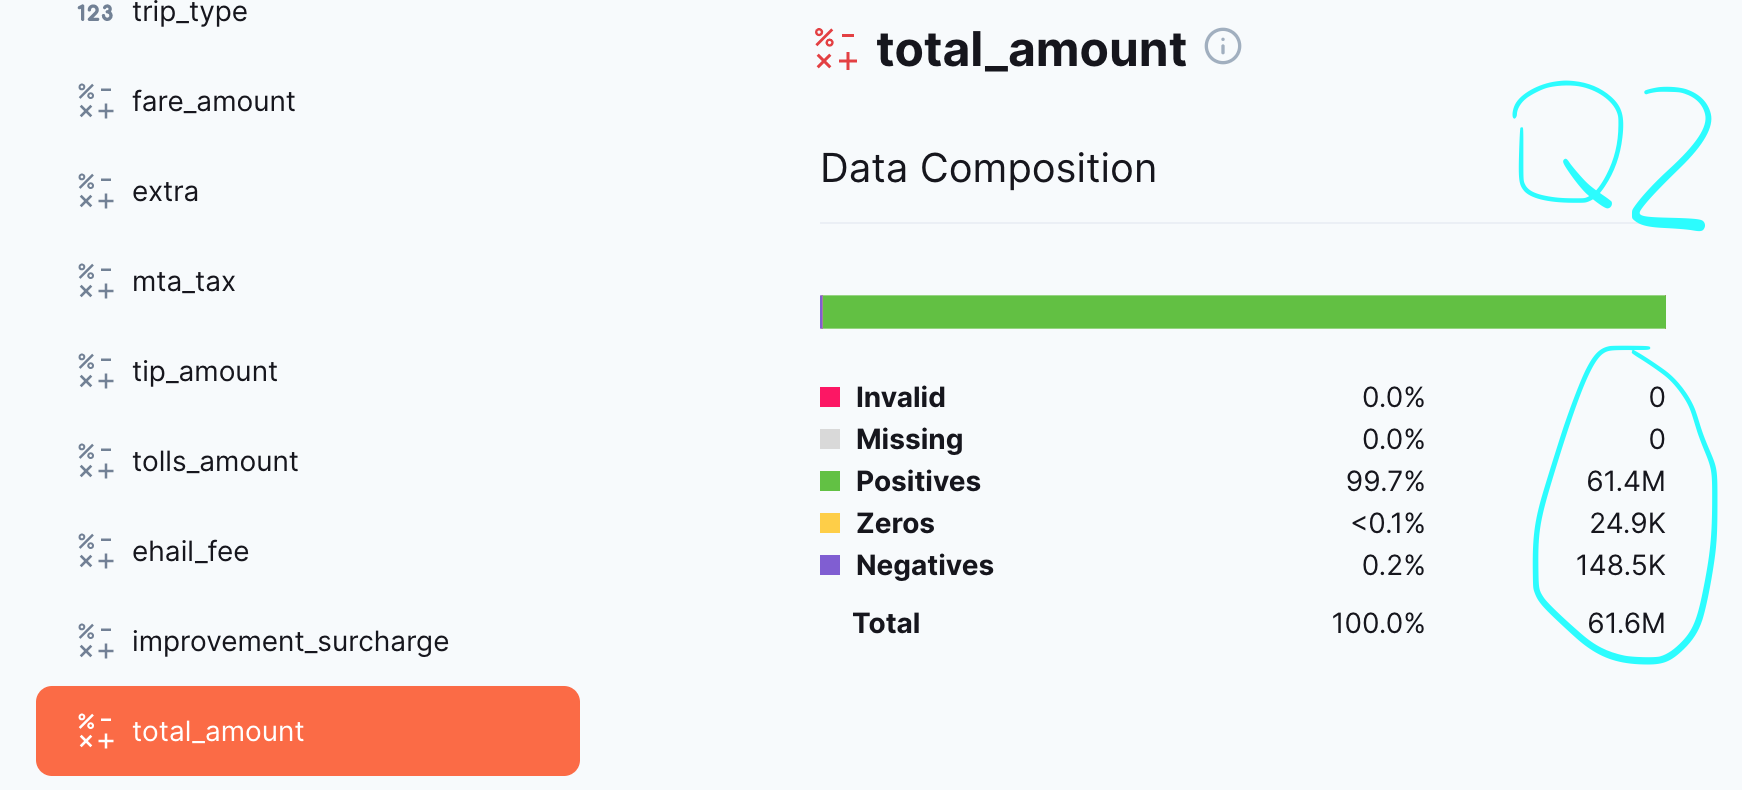 123 trip_type
fare_amount
extra
mta_tax
tip_amount
tolls_amount
ehail_fee
improvement_surcharge
total_amount
total_amount
Q2
Data Composition
Invalid 0.0% 0
Missing 0.0% 0
Positives 99.7% 61.4M
Zeros <0.1% 24.9K
Negatives 0.2% 148.5K
Total 100.0% 61.6M